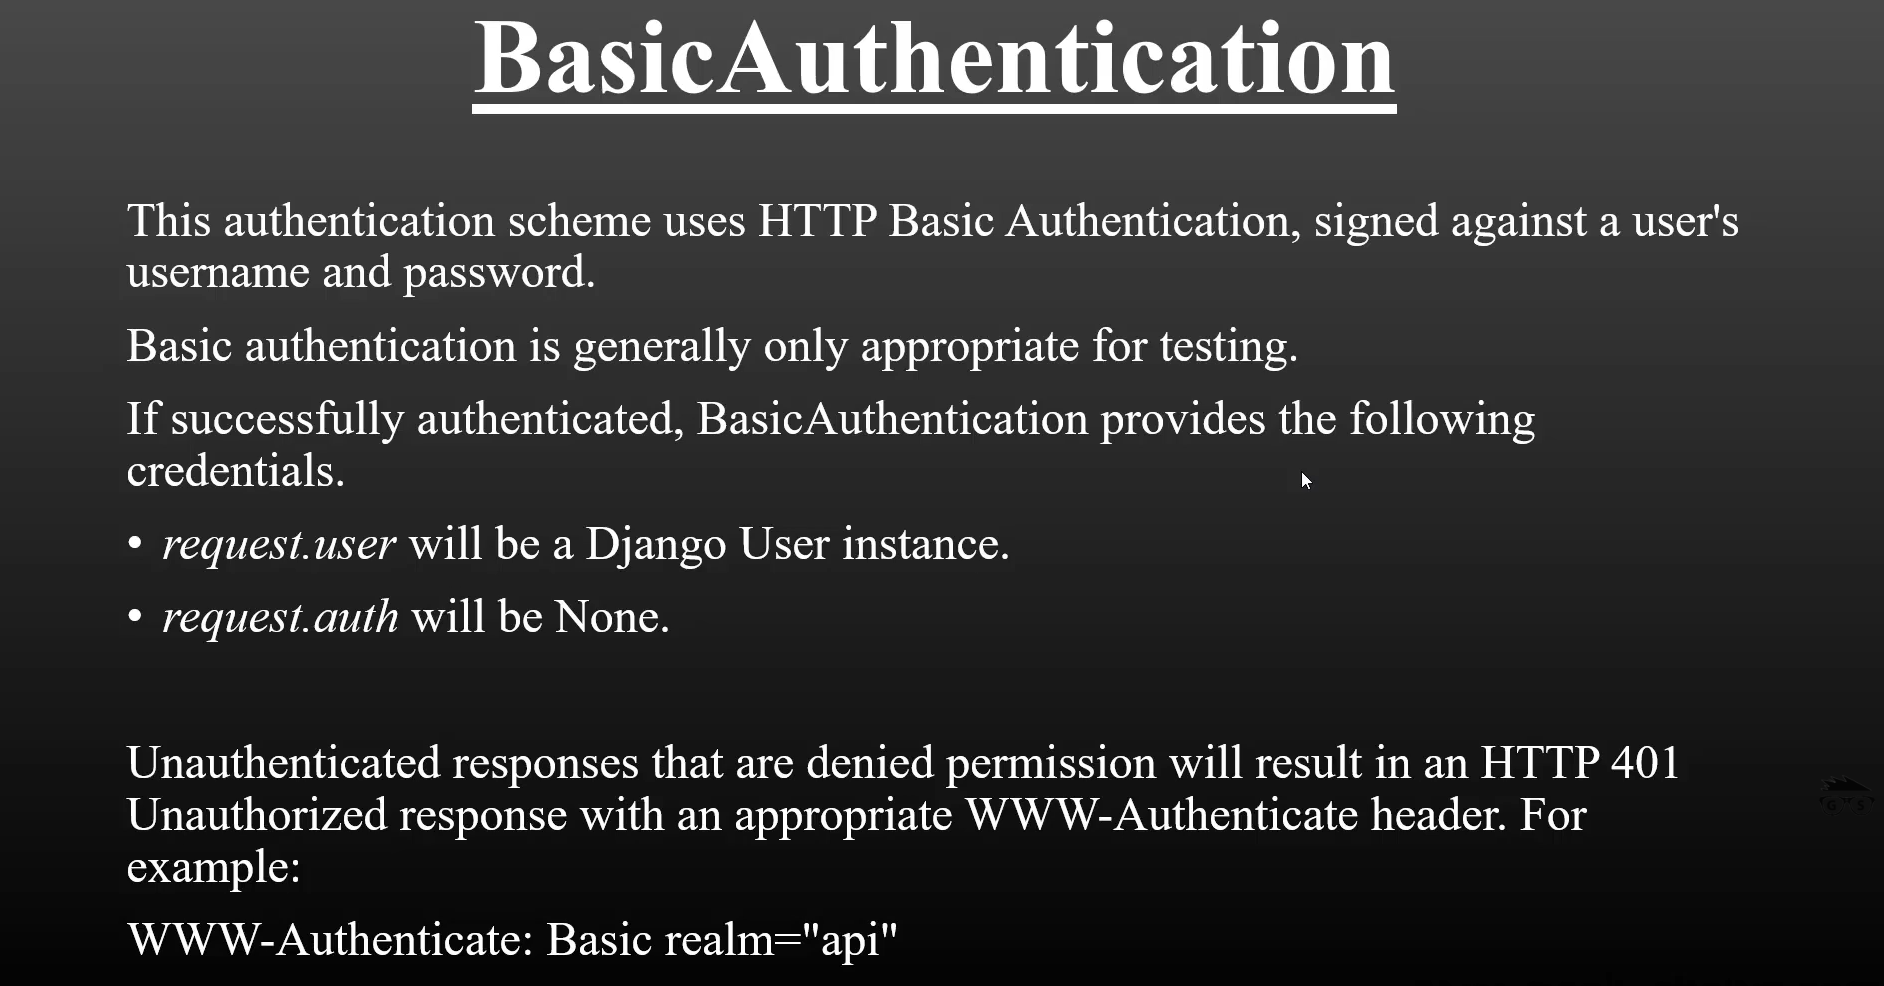 BasicAuthentication
This authentication scheme uses HTTP Basic Authentication, signed against a user's
username and password.
Basic authentication is generally only appropriate for testing.
If successfully authenticated, BasicAuthentication provides the following
credentials.
• request.user will be a Django User instance.
• request.auth will be None.
Unauthenticated responses that are denied permission will result in an HTTP 401
Unauthorized response with an appropriate WWW-Authenticate header. For
example:
WWW-Authenticate: Basic realm="api"
G S